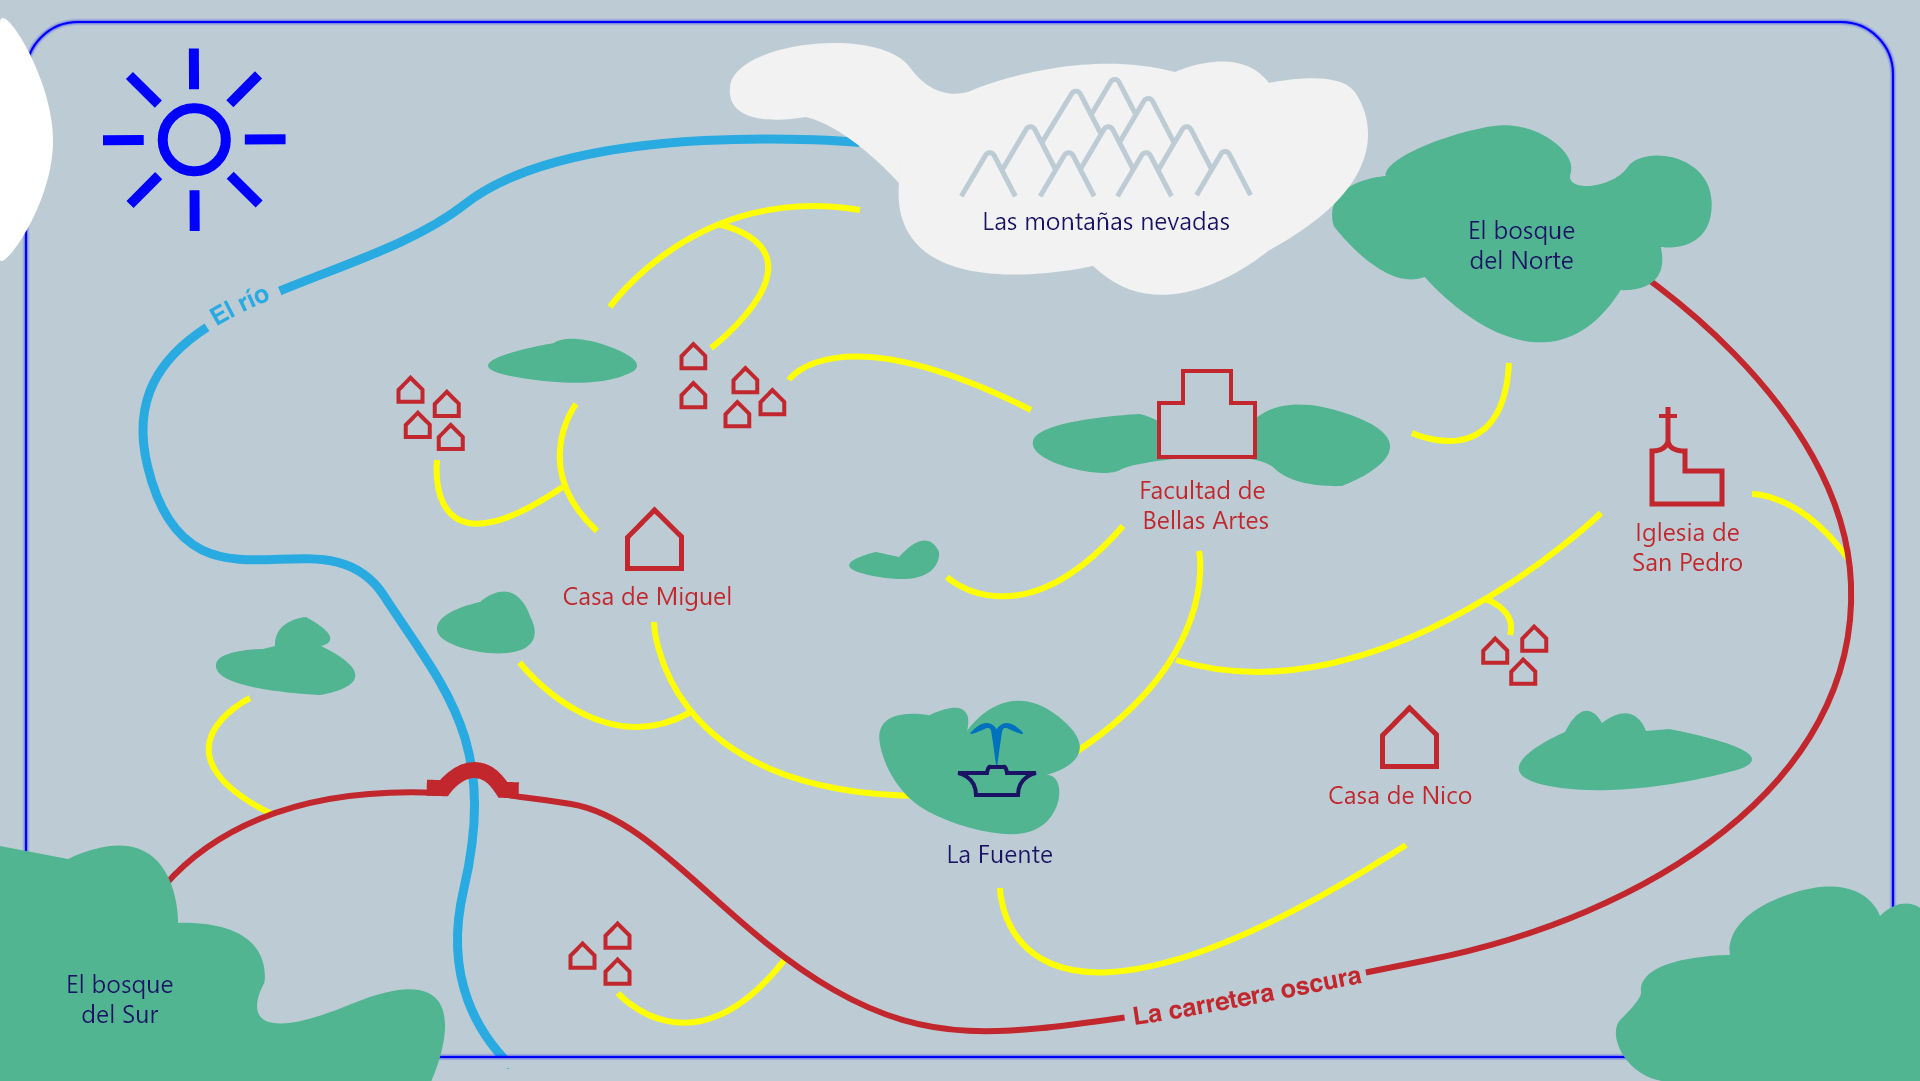 Las montañas nevadas
El bosque
del Norte
El río
Facultad de
Bellas Artes
Iglesia de
San Pedro
Casa de Miguel
Casa de Nico
La Fuente
El bosque
del Sur
La carretera oscura